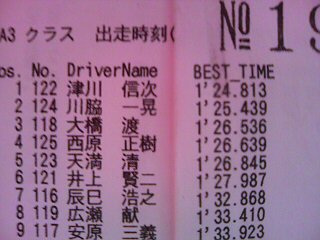 A3 クラス 出走時刻(
№ 19
os. No. DriverName BEST_TIME
1 122 津川 信次 1'24.813
2 124 川脇 一晃 1'25.439
3 118 大橋 渡 1'26.536
4 125 西原 正樹 1'26.639
5 123 天満 清 1'26.845
6 121 井上 賢二 1'27.987
7 116 辰巳 浩之 1'32.868
8 119 広瀬 献 1'33.410
9 117 安原 三義 1'33.923